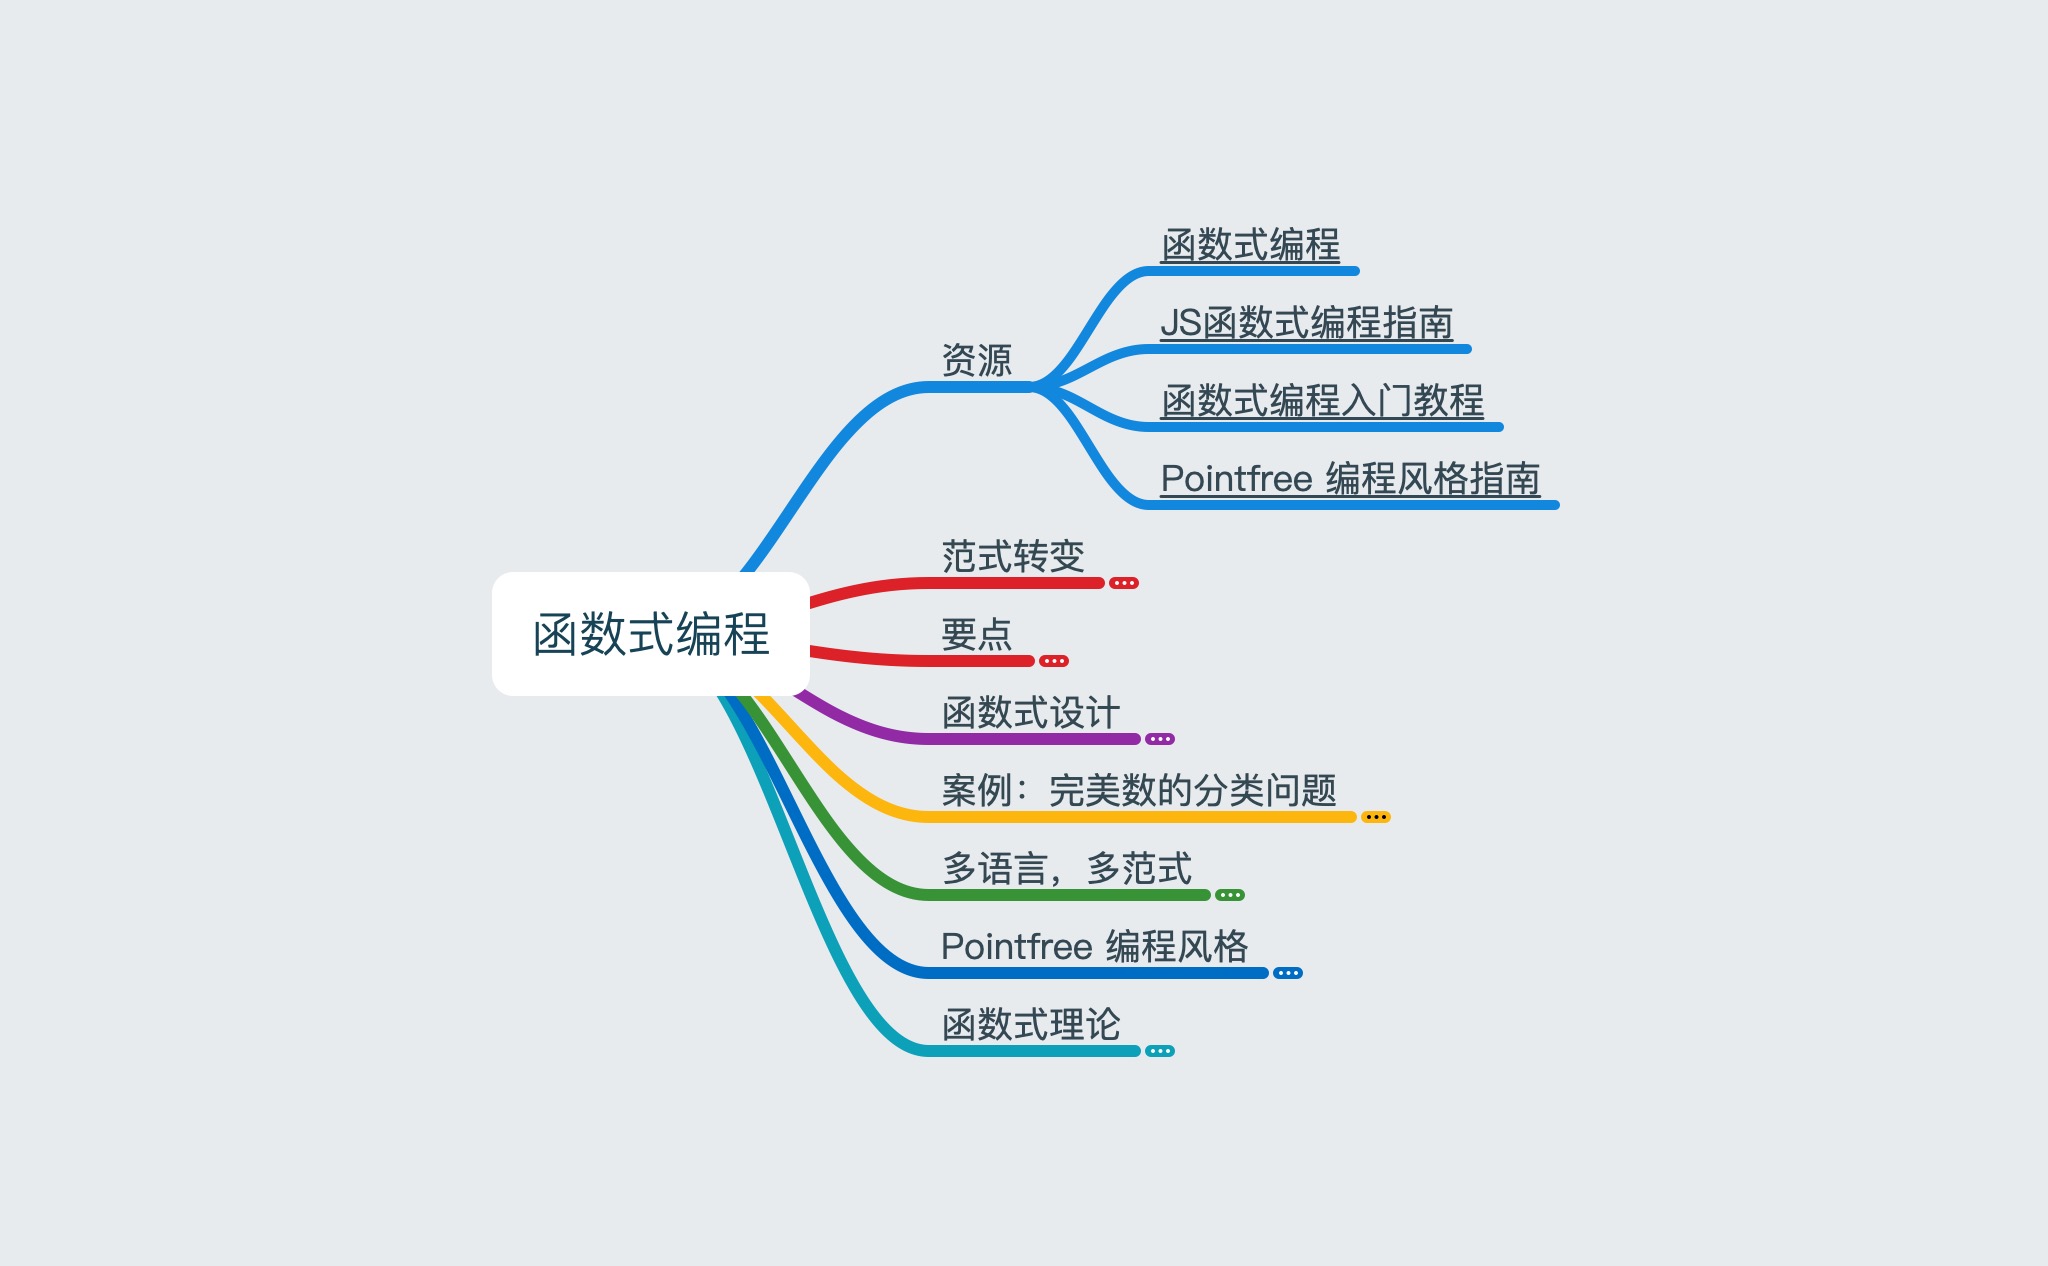 函数式编程
资源
函数式编程
JS函数式编程指南
函数式编程入门教程
Pointfree 编程风格指南
范式转变
要点
函数式设计
案例：完美数的分类问题
多语言，多范式
Pointfree 编程风格
函数式理论